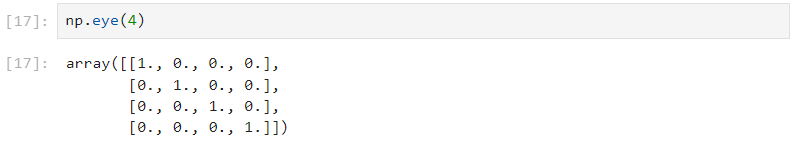 [17]: np.eye(4)
[17]: array([[1., 0., 0., 0.],
[0., 1., 0., 0.],
[0., 0., 1., 0.],
[0., 0., 0., 1.]])